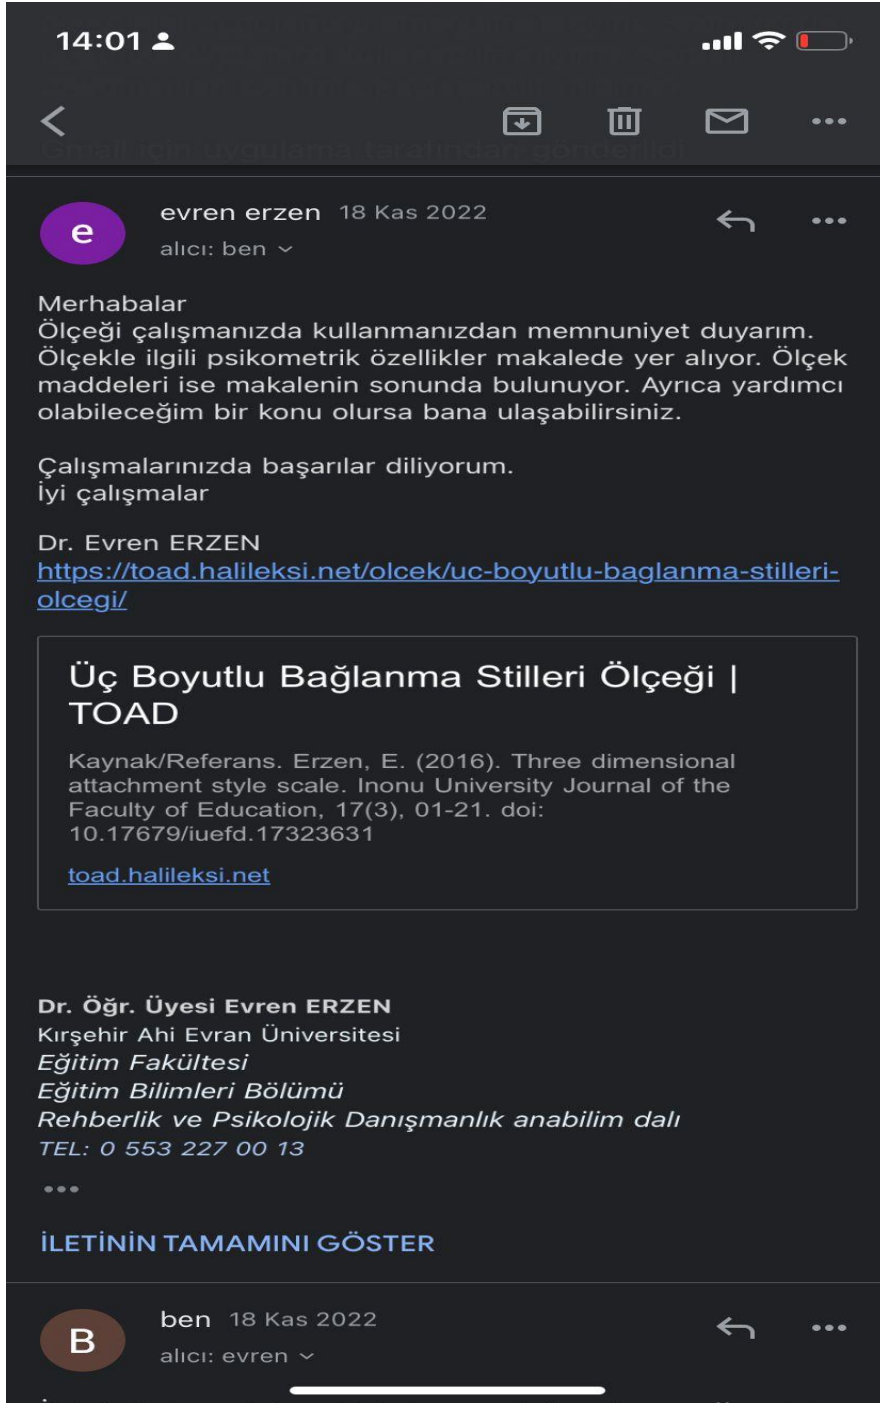 14:01
Gmail için uygulama tarafından gönderildi
evren erzen 18 Kas 2022
e
alıcı: ben
Merhabalar
Ölçeği çalışmanızda kullanmanızdan memnuniyet duyarım.
Ölçekle ilgili psikometrik özellikler makalede yer alıyor. Ölçek
maddeleri ise makalenin sonunda bulunuyor. Ayrıca yardımcı
olabileceğim bir konu olursa bana ulaşabilirsiniz.
Çalışmalarınızda başarılar diliyorum.
İyi çalışmalar
Dr. Evren ERZEN
https://toad.halileksi.net/olcek/uc-boyutlu-baglanma-stilleri-
olcegi/
Üç Boyutlu Bağlanma Stilleri Ölçeği |
TOAD
Kaynak/Referans. Erzen, E. (2016). Three dimensional
attachment style scale. Inonu University Journal of the
Faculty of Education, 17(3), 01-21. doi:
10.17679/iuefd.17323631
toad.halileksi.net
Dr. Öğr. Üyesi Evren ERZEN
Kırşehir Ahi Evran Üniversitesi
Eğitim Fakültesi
Eğitim Bilimleri Bölümü
Rehberlik ve Psikolojik Danışmanlık anabilim dalı
TEL: 0 553 227 00 13
İLETİNİN TAMAMINI GÖSTER
ben 18 Kas 2022
B
alıcı: evren